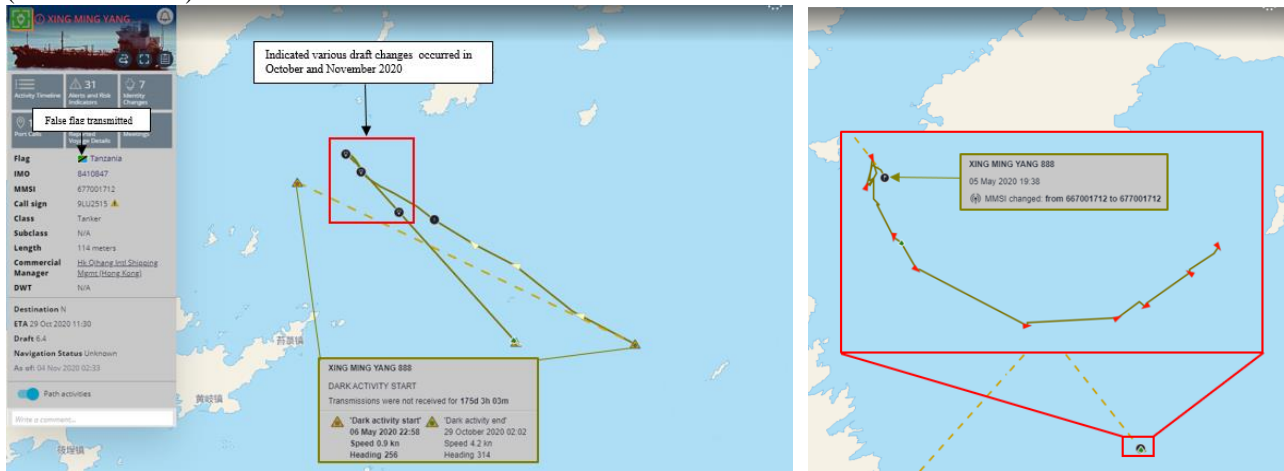 XING MING YANG
Activity Timeline
31
Alerts and Risk
Indicators
7
Identity
Changes
False flag transmitted
Port Calls
Reported
Voyage Details
Meetings
Flag Tanzania
IMO 8410847
MMSI 677001712
Call sign 9LU2515
Class Tanker
Subclass N/A
Length 114 meters
Commercial Manager Hk Qihang Intl Shipping Mgmt (Hong Kong)
DWT N/A
Destination N
ETA 29 Oct 2020 11:30
Draft 6.4
Navigation Status Unknown
As of: 04 Nov 2020 02:33
Path activities
Write a comment...
Indicated various draft changes occurred in
October and November 2020
苔菉镇
黄岐镇
XING MING YANG 888
DARK ACTIVITY START
Transmissions were not received for 175d 3h 03m
'Dark activity start' 'Dark activity end'
06 May 2020 22:58 29 October 2020 02:02
Speed 0.9 kn Speed 4.2 kn
Heading 256 Heading 314
XING MING YANG 888
05 May 2020 19:38
MMSI changed: from 667001712 to 677001712